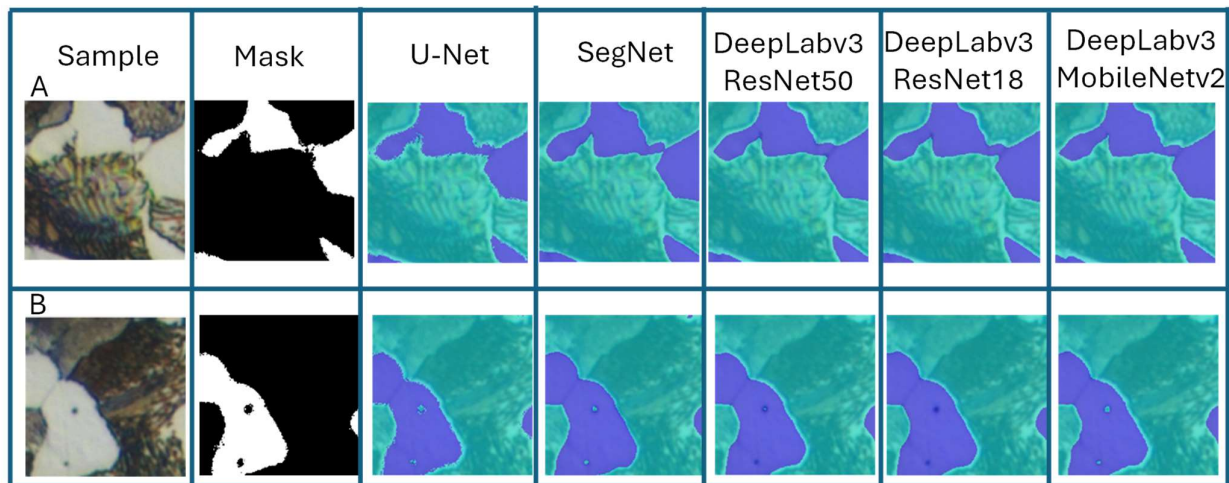 Sample
Mask
U-Net
SegNet
DeepLabv3
ResNet50
DeepLabv3
ResNet18
DeepLabv3
MobileNetv2
A
B